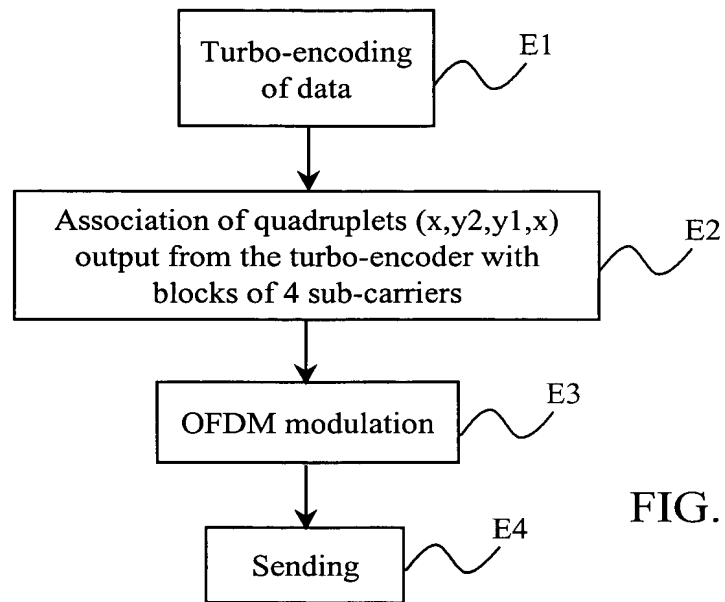 Turbo-encoding
of data
E1
Association of quadruplets (x,y2,y1,x)
output from the turbo-encoder with
blocks of 4 sub-carriers
E2
OFDM modulation
E3
Sending
E4
FIG.